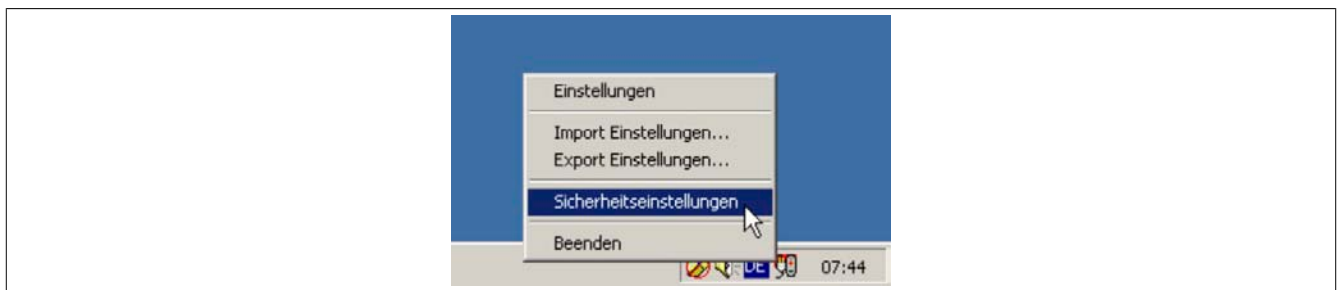 Einstellungen
Import Einstellungen...
Export Einstellungen...
Sicherheitseinstellungen
Beenden
DE
07:44